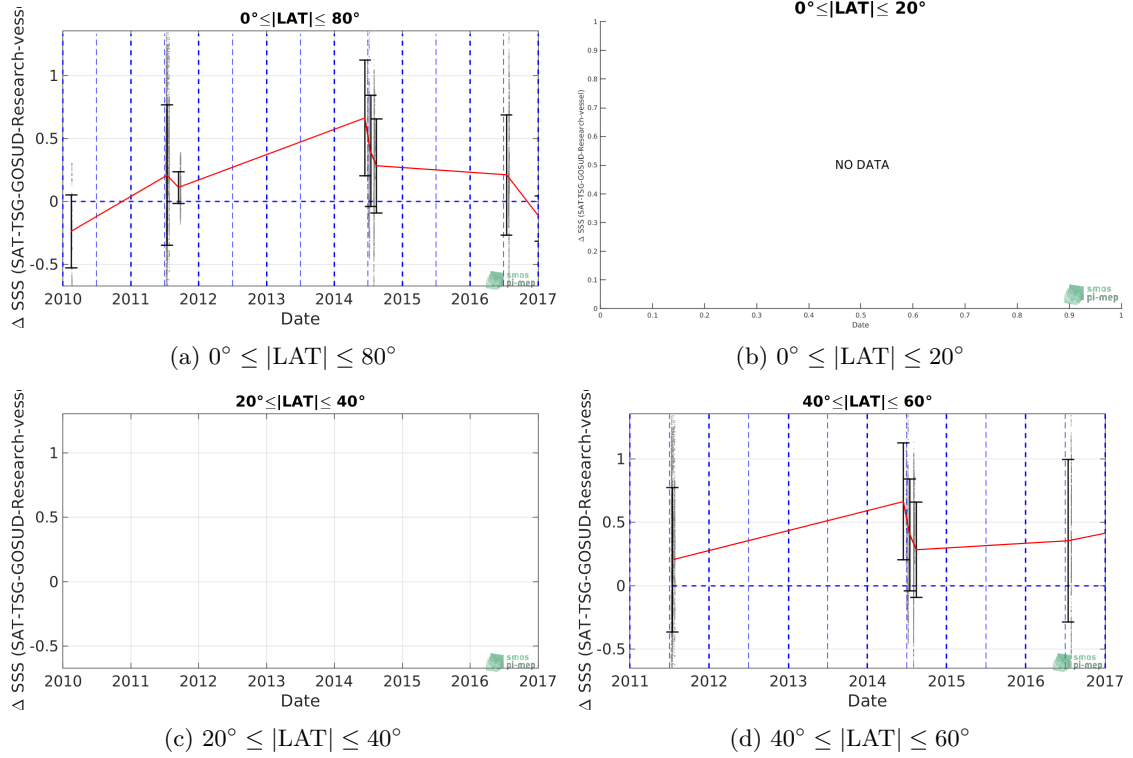 0°≤|LAT|≤ 80°
Δ SSS (SAT-TSG-GOSUD-Research-vess
1
0.5
0
-0.5
2010 2011 2012 2013 2014 2015 2016 2017
Date
smos
pi-mep
(a) 0° ≤ |LAT| ≤ 80°
0°≤|LAT|≤ 20°
Δ SSS (SAT-TSG-GOSUD-Research-vessel)
1
0.9
0.8
0.7
0.6
0.5
0.4
0.3
0.2
0.1
0
NO DATA
0 0.1 0.2 0.3 0.4 0.5 0.6 0.7 0.8 0.9 1
Date
smos
pi-mep
(b) 0° ≤ |LAT| ≤ 20°
20°≤|LAT|≤ 40°
Δ SSS (SAT-TSG-GOSUD-Research-vess
1
0.5
0
-0.5
2010 2011 2012 2013 2014 2015 2016 2017
Date
smos
pi-mep
(c) 20° ≤ |LAT| ≤ 40°
40°≤|LAT|≤ 60°
Δ SSS (SAT-TSG-GOSUD-Research-vess
1
0.5
0
-0.5
2011 2012 2013 2014 2015 2016 2017
Date
smos
pi-mep
(d) 40° ≤ |LAT| ≤ 60°